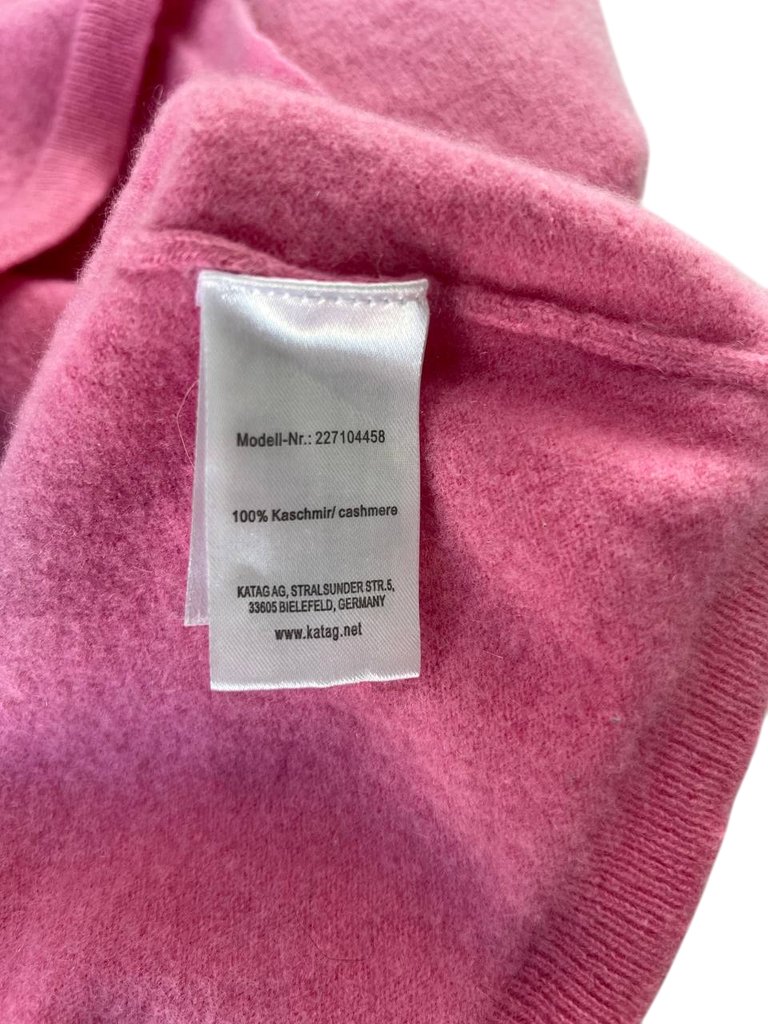 Modell-Nr.: 227104458
100% Kaschmir/ cashmere
KATAG AG, STRALSUNDER STR.5,
33605 BIELEFELD, GERMANY
www.katag.net